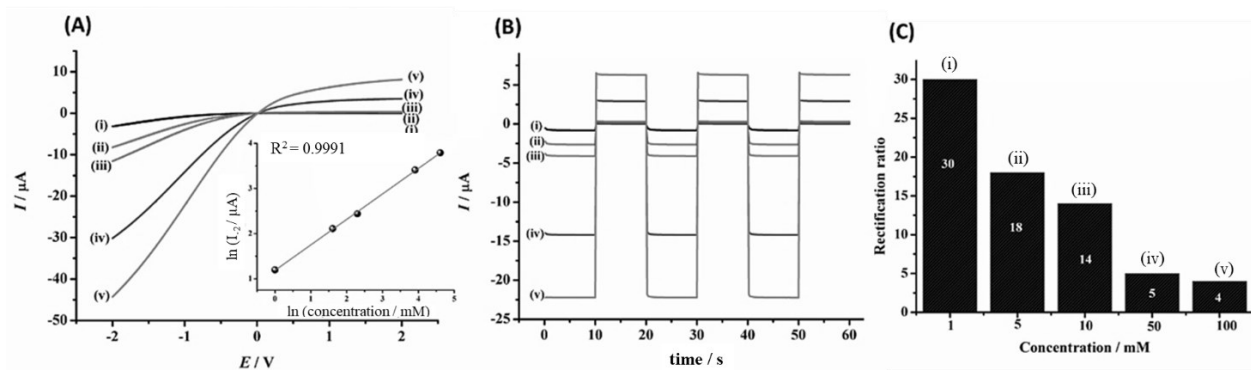 (A)
10
0
-10
-20
-30
-40
-50
I / µA
(i)
(ii)
(iii)
(iv)
(v)
(v)
(iv)
(iii)
(ii)
(i)
-2
-1
0
1
2
E / V
R² = 0.9991
4
3
2
1
ln (I-2 / µA)
0
1
2
3
4
5
ln (concentration / mM)
(B)
5
0
-5
-10
-15
-20
-25
I / µA
(i)
(ii)
(iii)
(iv)
(v)
0
10
20
30
40
50
60
time / s
(C)
30
25
20
15
10
5
0
Rectification ratio
(i)
30
(ii)
18
(iii)
14
(iv)
5
(v)
4
1
5
10
50
100
Concentration / mM